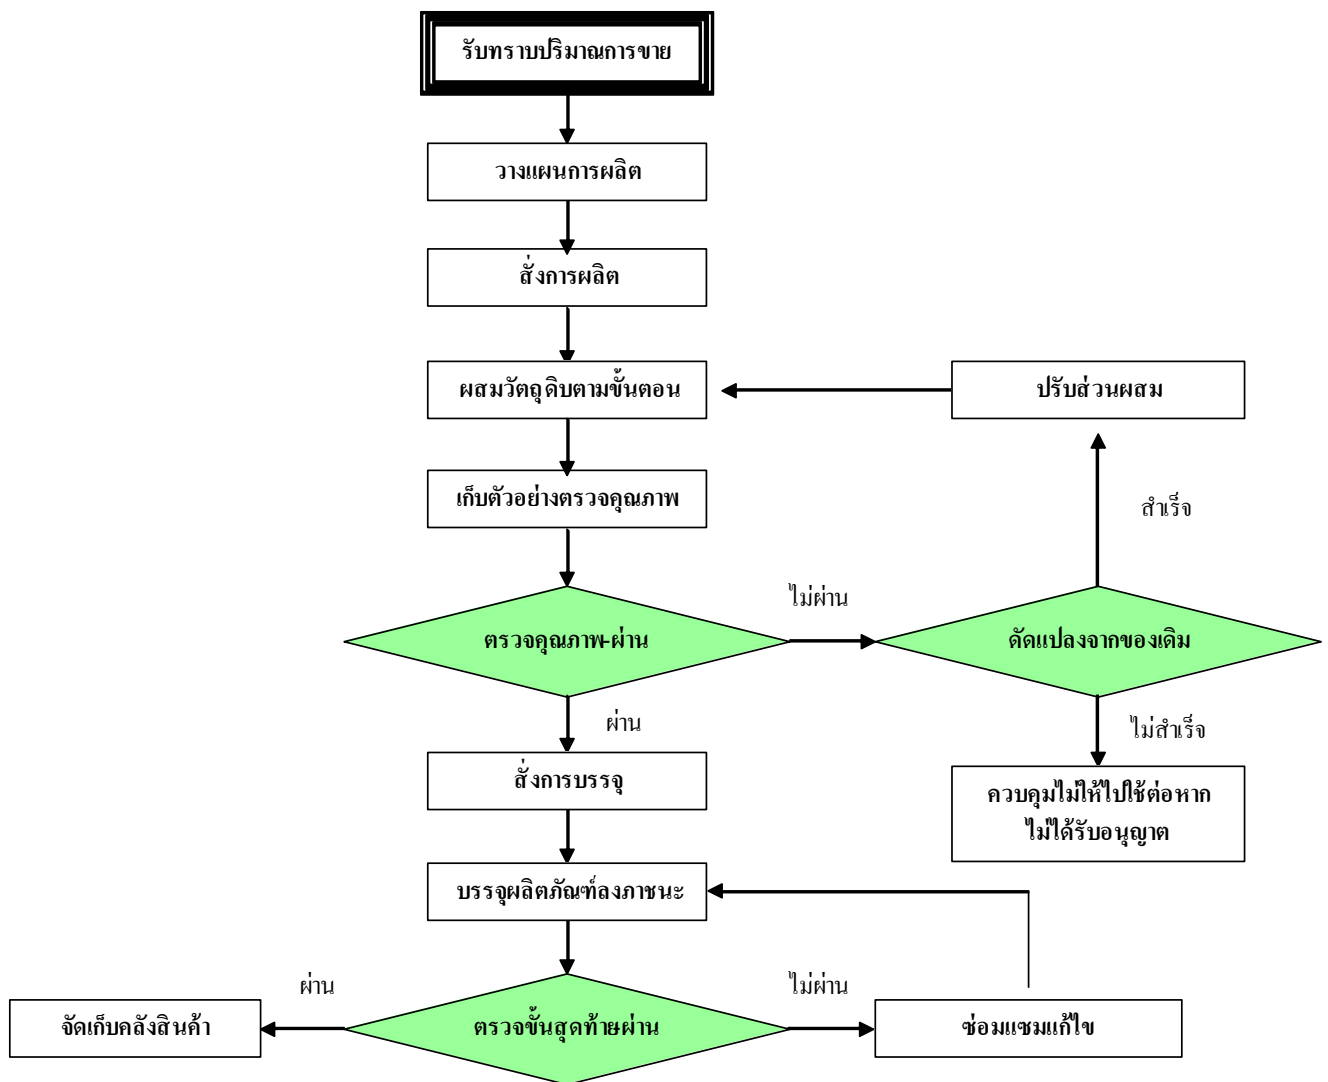 รับทราบปริมาณการขาย
วางแผนการผลิต
สั่งการผลิต
ผสมวัตถุดิบตามขั้นตอน
ปรับส่วนผสม
เก็บตัวอย่างตรวจคุณภาพ
สำเร็จ
ไม่ผ่าน
ตรวจคุณภาพ-ผ่าน
ดัดแปลงจากของเดิม
ผ่าน
ไม่สำเร็จ
สั่งการบรรจุ
ควบคุมไม่ให้ไปใช้ต่อหาก
ไม่ได้รับอนุญาต
บรรจุผลิตภัณฑ์ลงภาชนะ
ผ่าน
ไม่ผ่าน
จัดเก็บคลังสินค้า
ตรวจขั้นสุดท้ายผ่าน
ซ่อมแซมแก้ไข